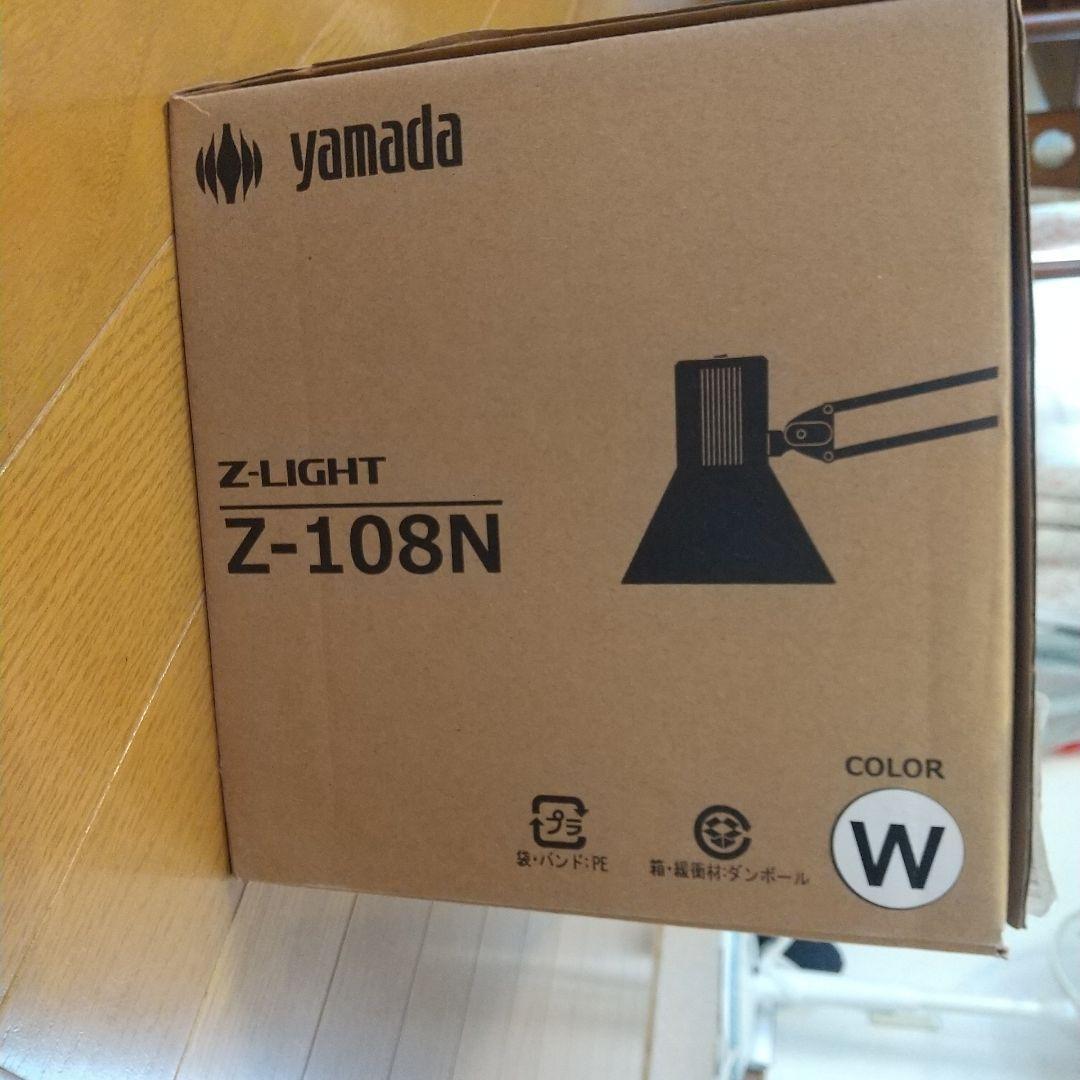 yamada
Z-LIGHT
Z-108N
COLOR
W
プラ
袋・バンド:PE
箱・緩衝材:ダンボール